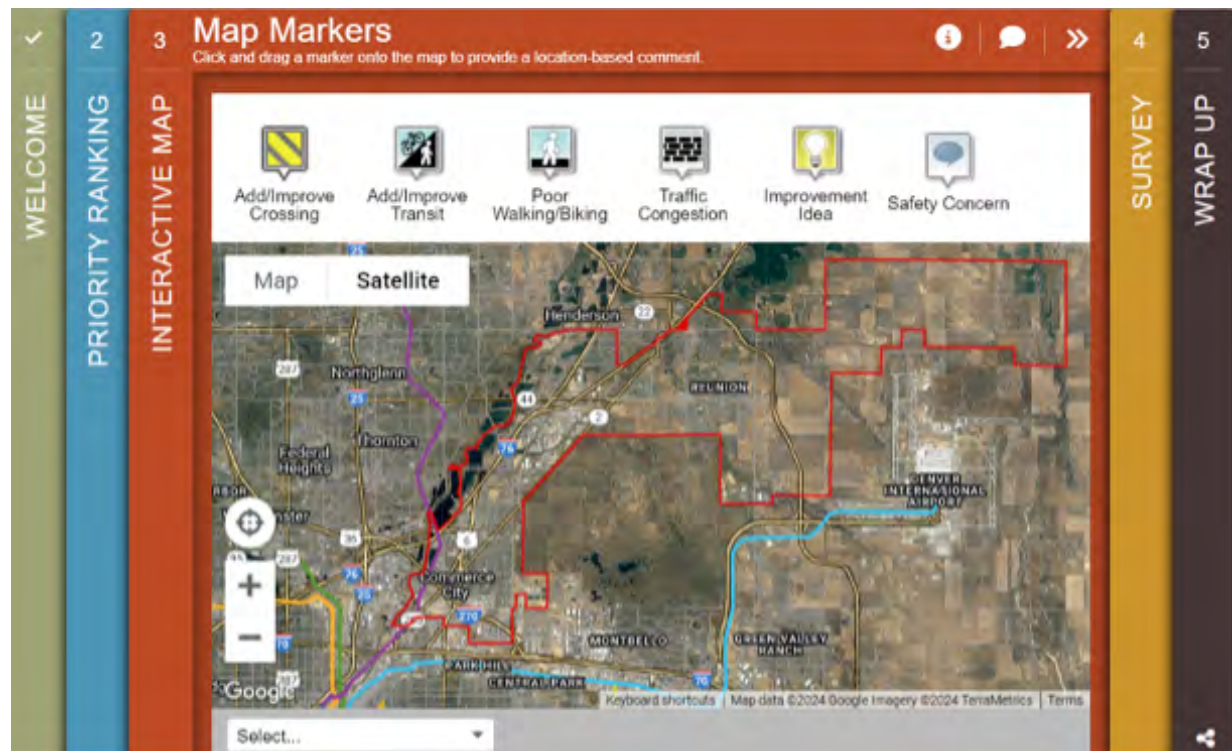 WELCOME
2
PRIORITY RANKING
3
INTERACTIVE MAP
Map Markers
Click and drag a marker onto the map to provide a location-based comment.
Add/Improve
Crossing
Add/Improve
Transit
Poor
Walking/Biking
Traffic
Congestion
Improvement
Idea
Safety Concern
Map
Satellite
25
Henderson
22
287
Northglenn
25
44
REUNION
2
Thornton
76
Federal
Heights
DENVER
INTERNATIONAL
AIRPORT
36
6
287
76
25
Commerce
City
270
MONTBELLO
GREEN VALLEY
RANCH
70
PARK HILL
CENTRAL PARK
70
287
Google
Keyboard shortcuts
Map data ©2024 Google Imagery ©2024 TerraMetrics
Terms
Select...
4
SURVEY
5
WRAP UP